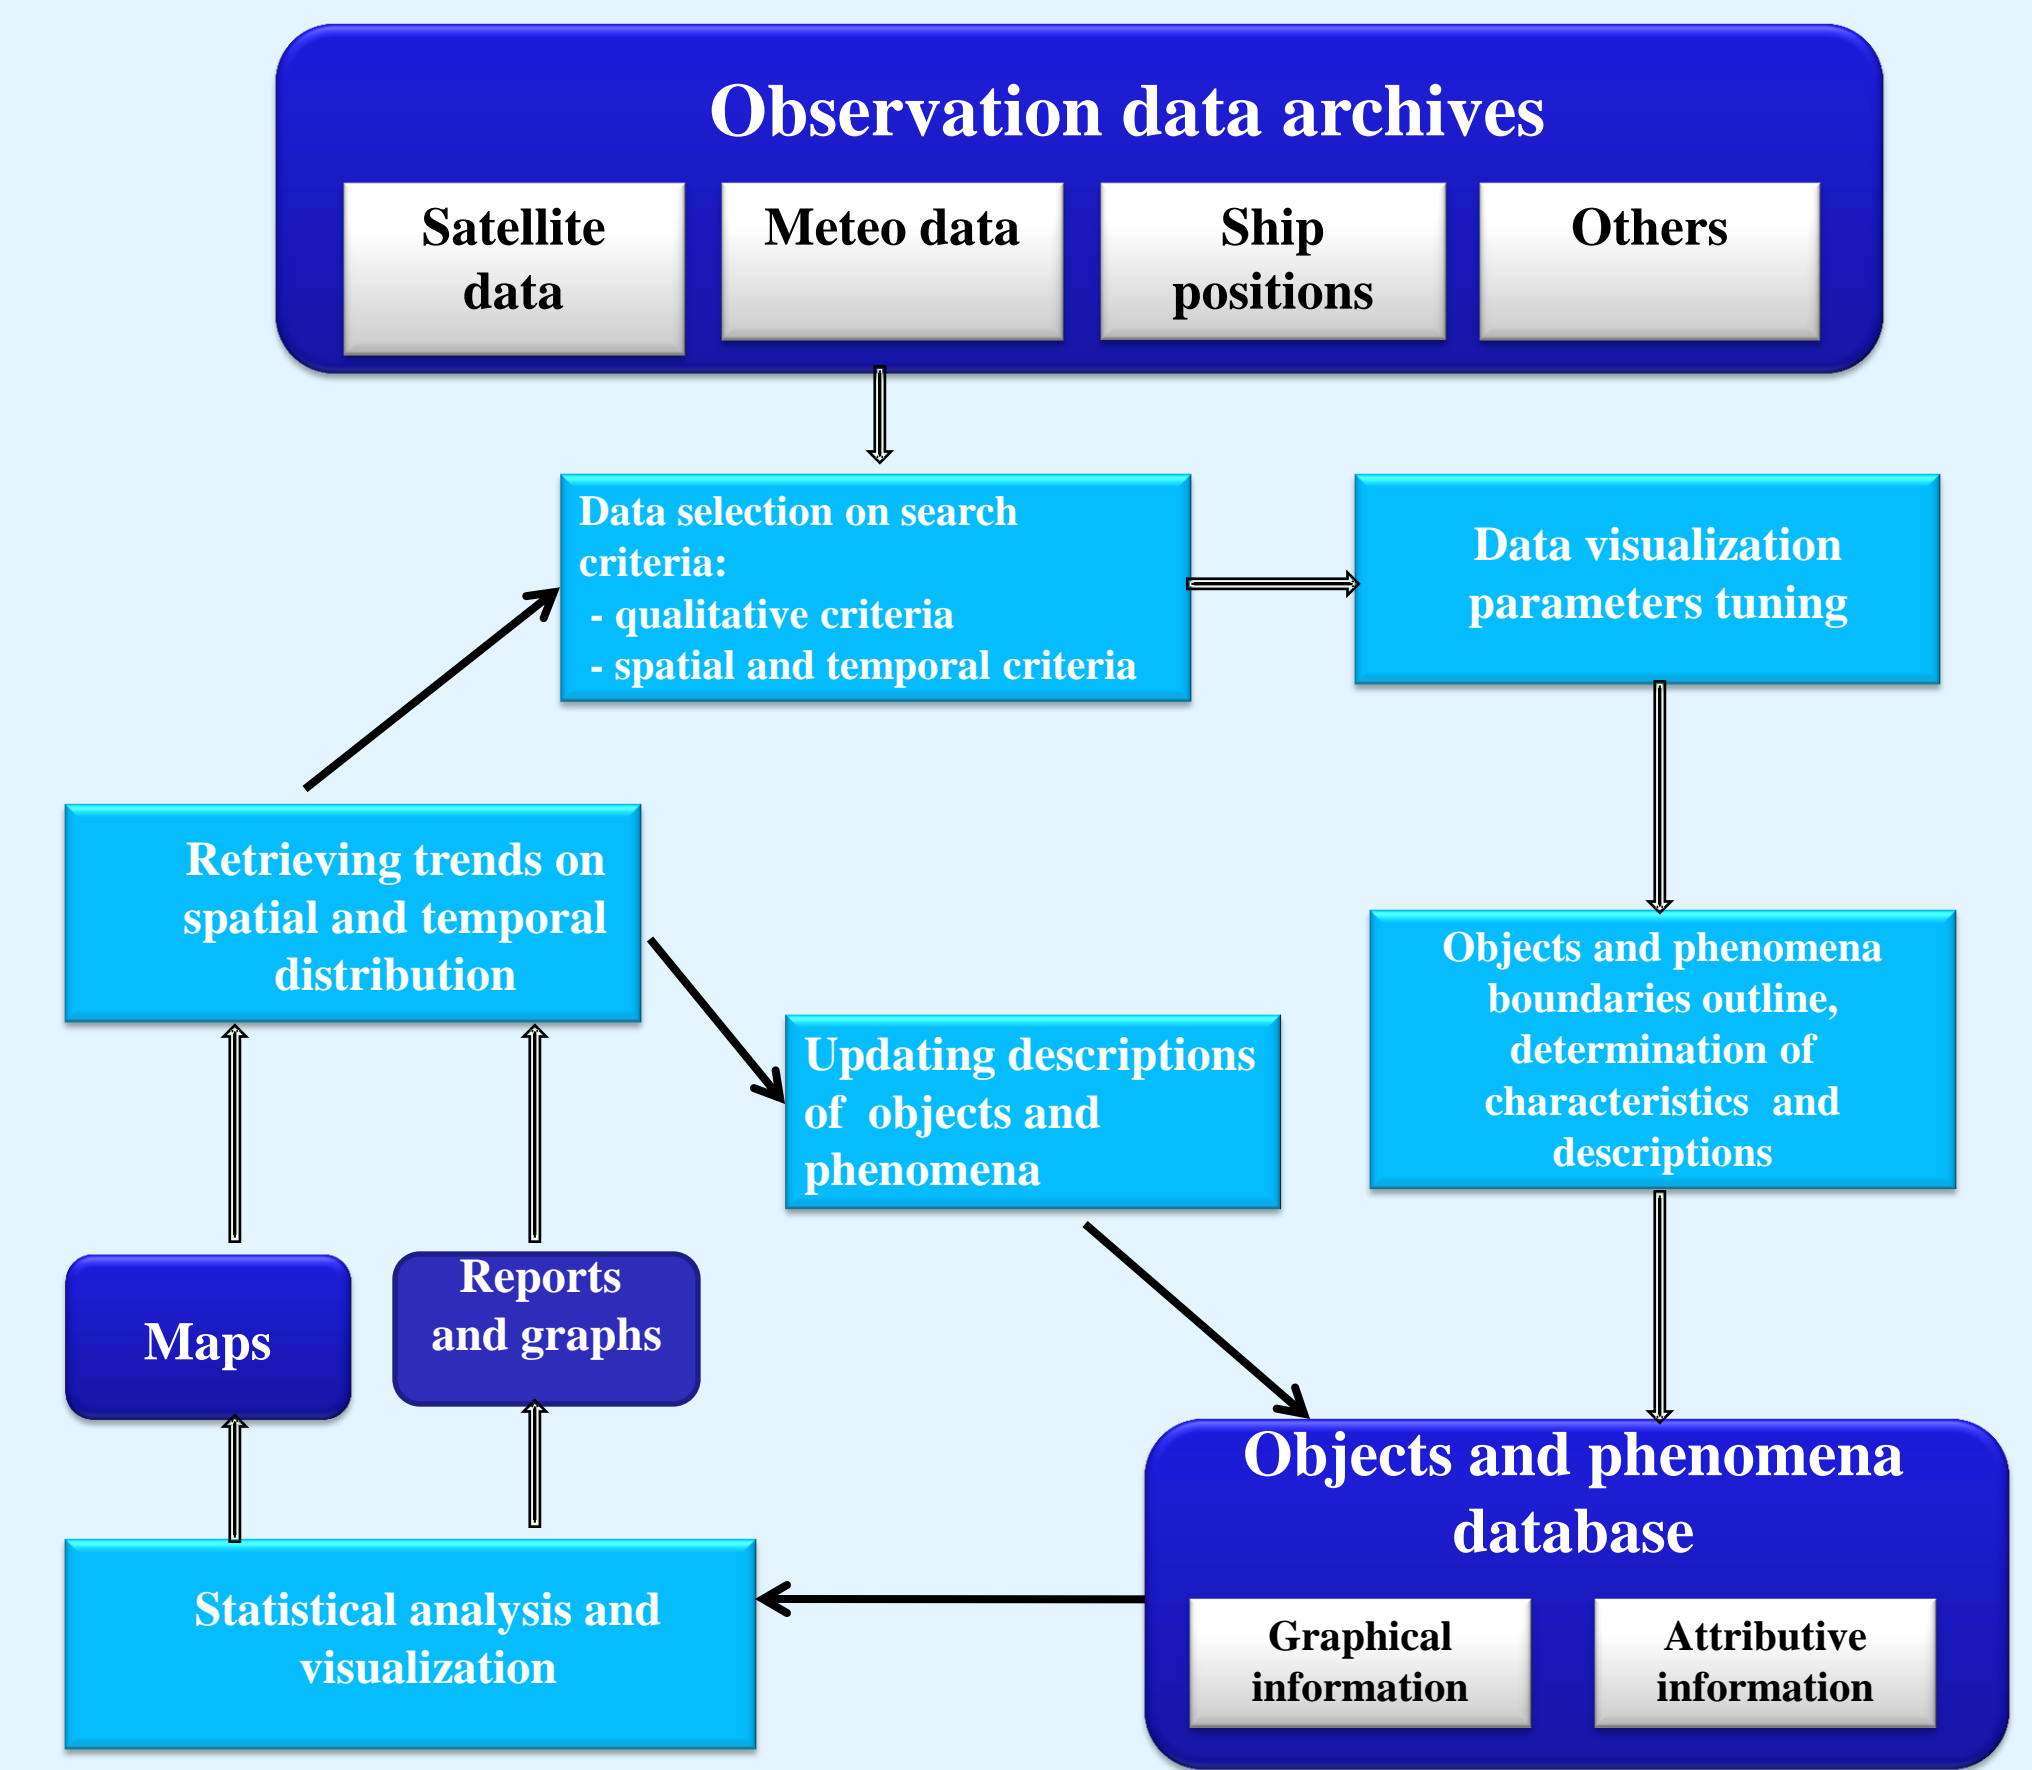 Observation data archives
Satellite
data
Meteo data
Ship
positions
Others
Data selection on search
criteria:
- qualitative criteria
- spatial and temporal criteria
Data visualization
parameters tuning
Retrieving trends on
spatial and temporal
distribution
Objects and phenomena
boundaries outline,
determination of
characteristics and
descriptions
Updating descriptions
of objects and
phenomena
Maps
Reports
and graphs
Objects and phenomena
database
Graphical
information
Attributive
information
Statistical analysis and
visualization